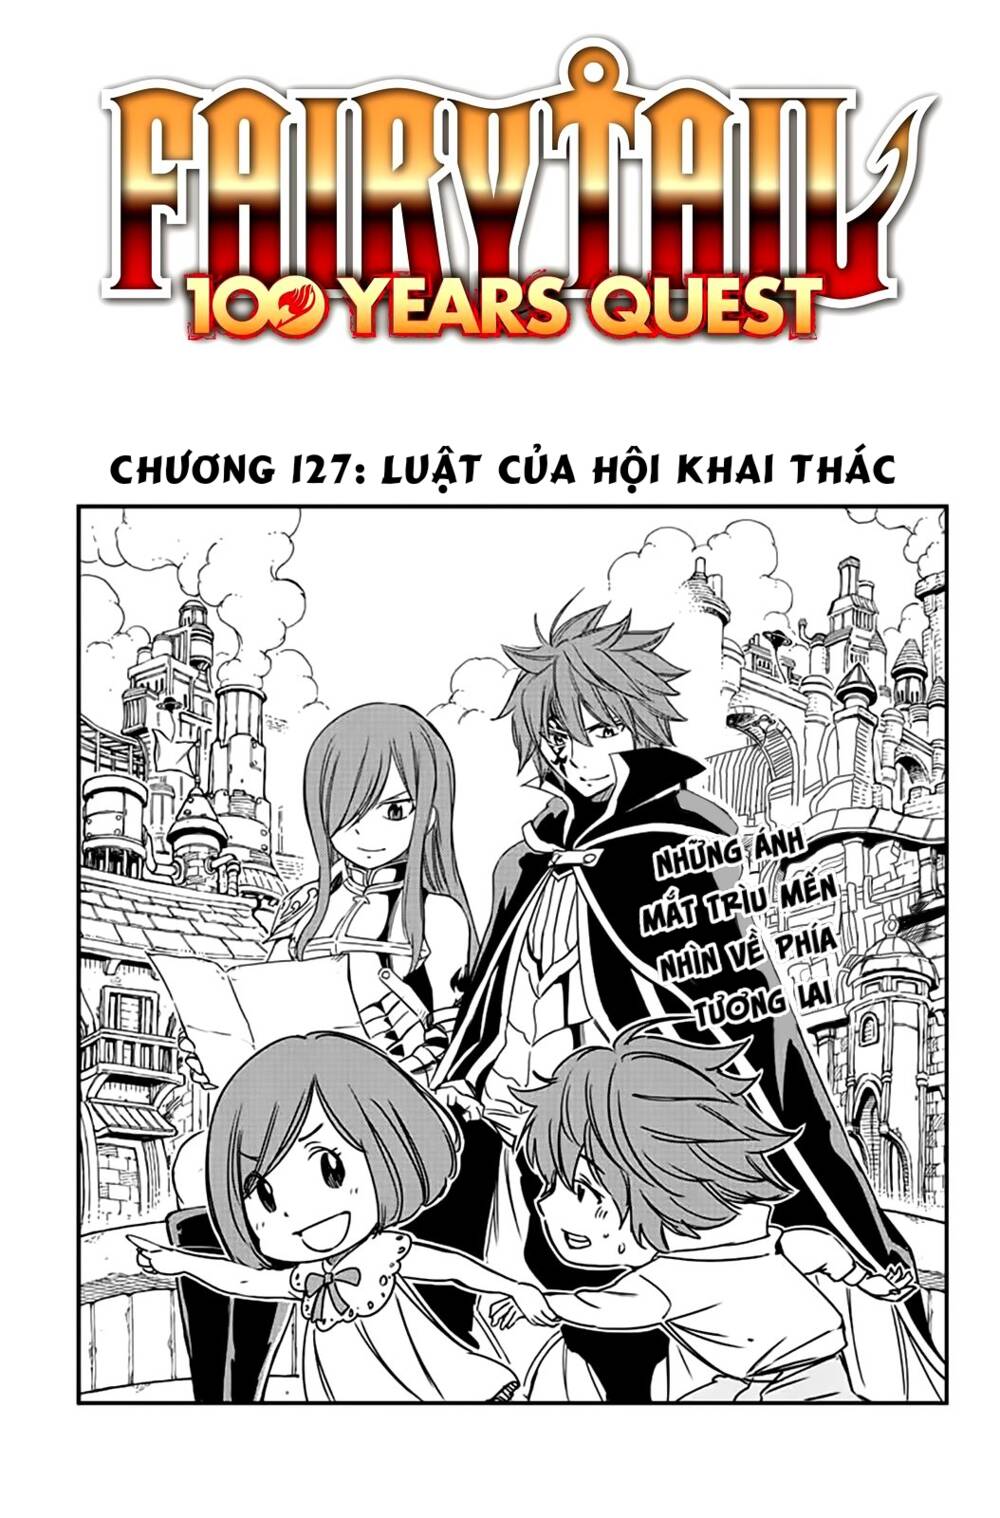 FAIRY TAIL
100 YEARS QUEST
CHƯƠNG 127: LUẬT CỦA HỘI KHAI THÁC
NHỮNG ÁNH
MẮT TRÌU MẾN
NHÌN VỀ PHÍA
TƯƠNG LAI